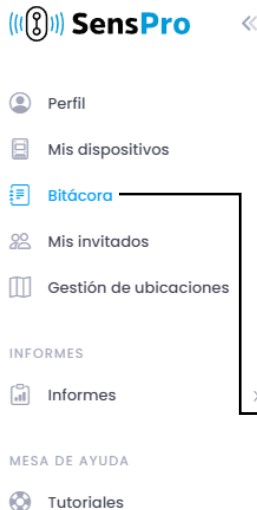 SensPro
Perfil
Mis dispositivos
Bitácora
Mis invitados
Gestión de ubicaciones
INFORMES
Informes
MESA DE AYUDA
Tutoriales